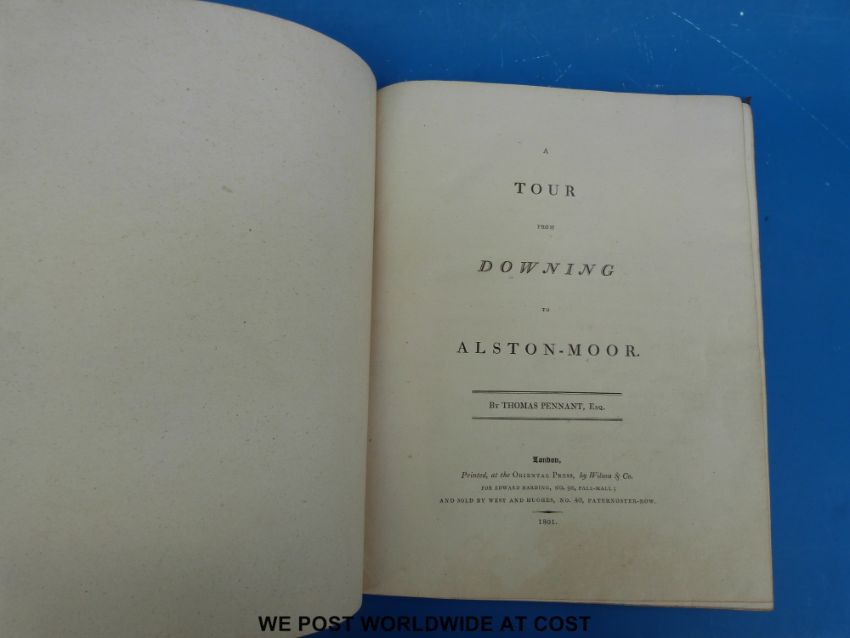 A
TOUR
FROM
DOWNING
TO
ALSTON-MOOR.
By THOMAS PENNANT, Esq.
London,
Printed, at the Oriental Press, by Wilson & Co.
FOR EDWARD HARDING, NO. 98, PALL-MALL;
AND SOLD BY WEST AND HUGHES, NO. 40, PATERNOSTER-ROW.
1801.
WE POST WORLDWIDE AT COST